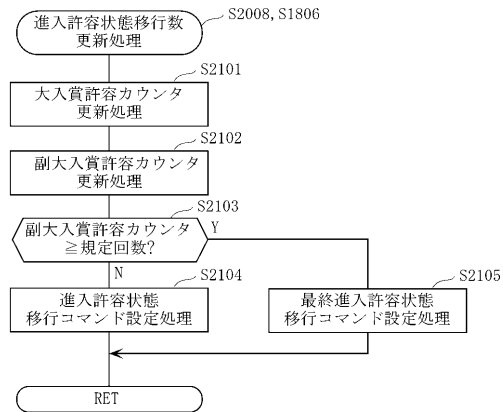 進入許容状態移行数
更新処理
S2008,S1806
S2101
大入賞許容カウンタ
更新処理
S2102
副大入賞許容カウンタ
更新処理
S2103
副大入賞許容カウンタ
≧規定回数?
Y
N
S2104
進入許容状態
移行コマンド設定処理
S2105
最終進入許容状態
移行コマンド設定処理
RET